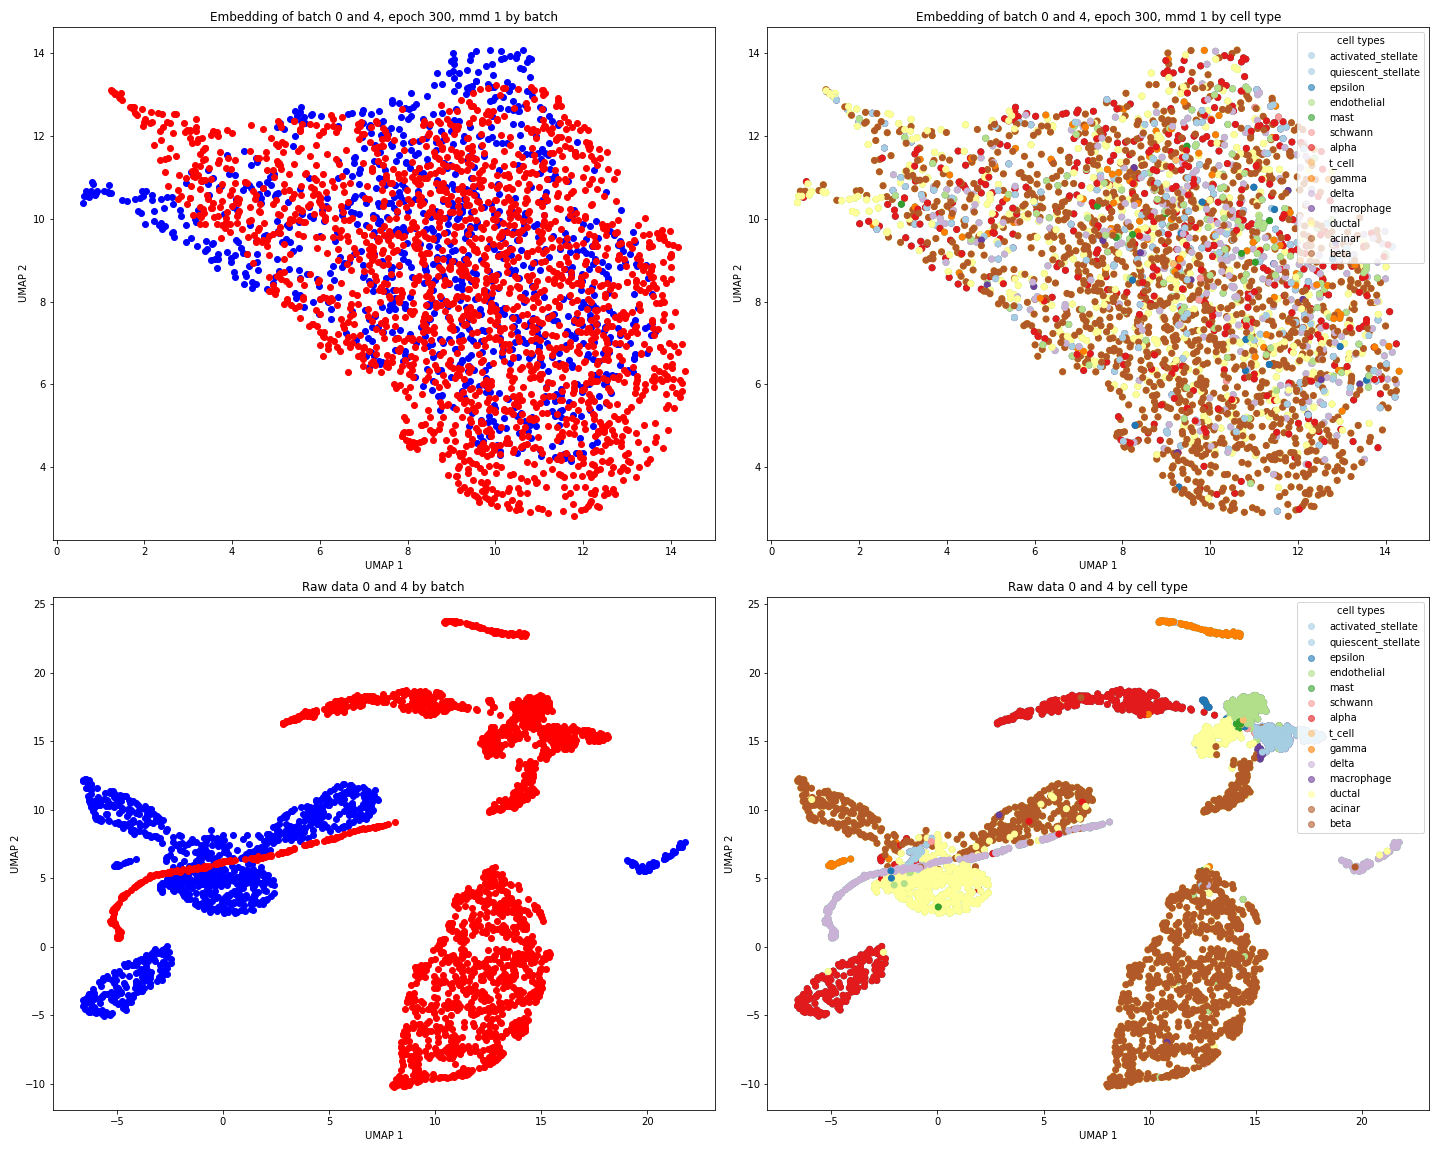 Embedding of batch 0 and 4, epoch 300, mmd 1 by batch
14
12
10
8
6
4
UMAP 2
0
2
4
6
8
10
12
14
UMAP 1
Embedding of batch 0 and 4, epoch 300, mmd 1 by cell type
14
12
10
8
6
4
UMAP 2
0
2
4
6
8
10
12
14
UMAP 1
cell types
activated_stellate
quiescent_stellate
epsilon
endothelial
mast
schwann
alpha
t_cell
gamma
delta
macrophage
ductal
acinar
beta
Raw data 0 and 4 by batch
25
20
15
10
5
0
−5
−10
UMAP 2
−5
0
5
10
15
20
UMAP 1
Raw data 0 and 4 by cell type
25
20
15
10
5
0
−5
−10
UMAP 2
−5
0
5
10
15
20
UMAP 1
cell types
activated_stellate
quiescent_stellate
epsilon
endothelial
mast
schwann
alpha
t_cell
gamma
delta
macrophage
ductal
acinar
beta